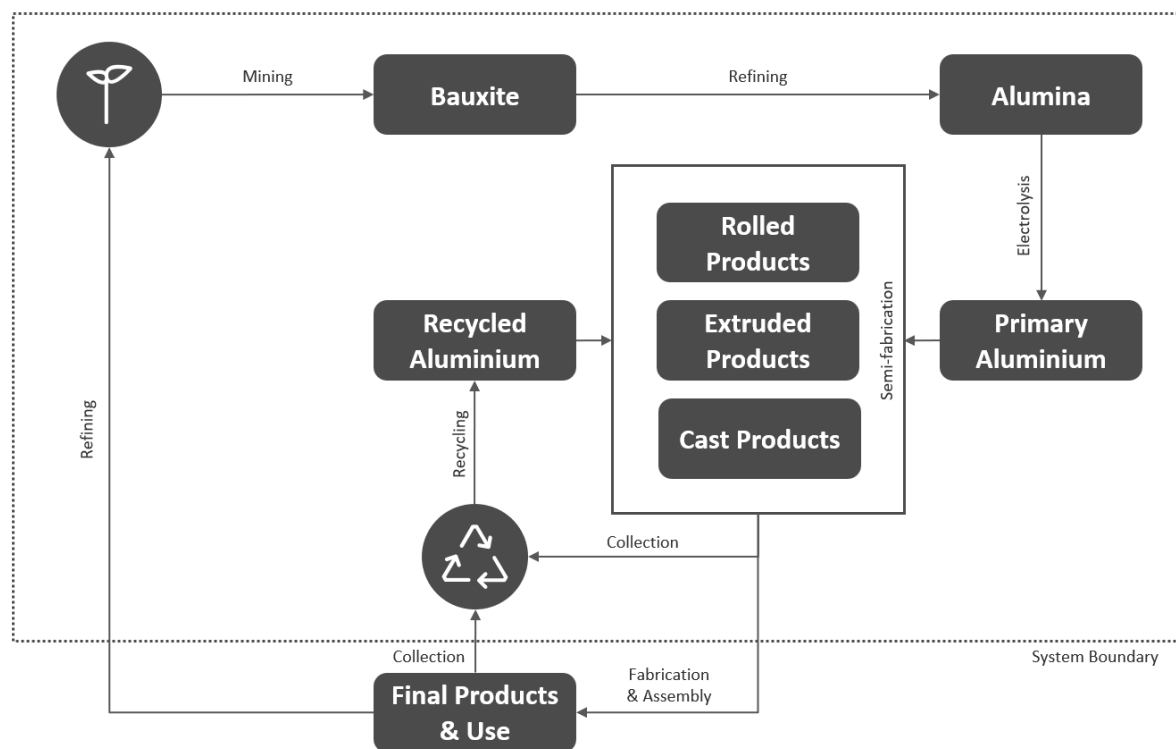 Mining
Bauxite
Refining
Alumina
Electrolysis
Rolled
Products
Extruded
Products
Cast Products
Semi-fabrication
Primary
Aluminium
Recycled
Aluminium
Recycling
Refining
Collection
Collection
System Boundary
Fabrication
& Assembly
Final Products
& Use